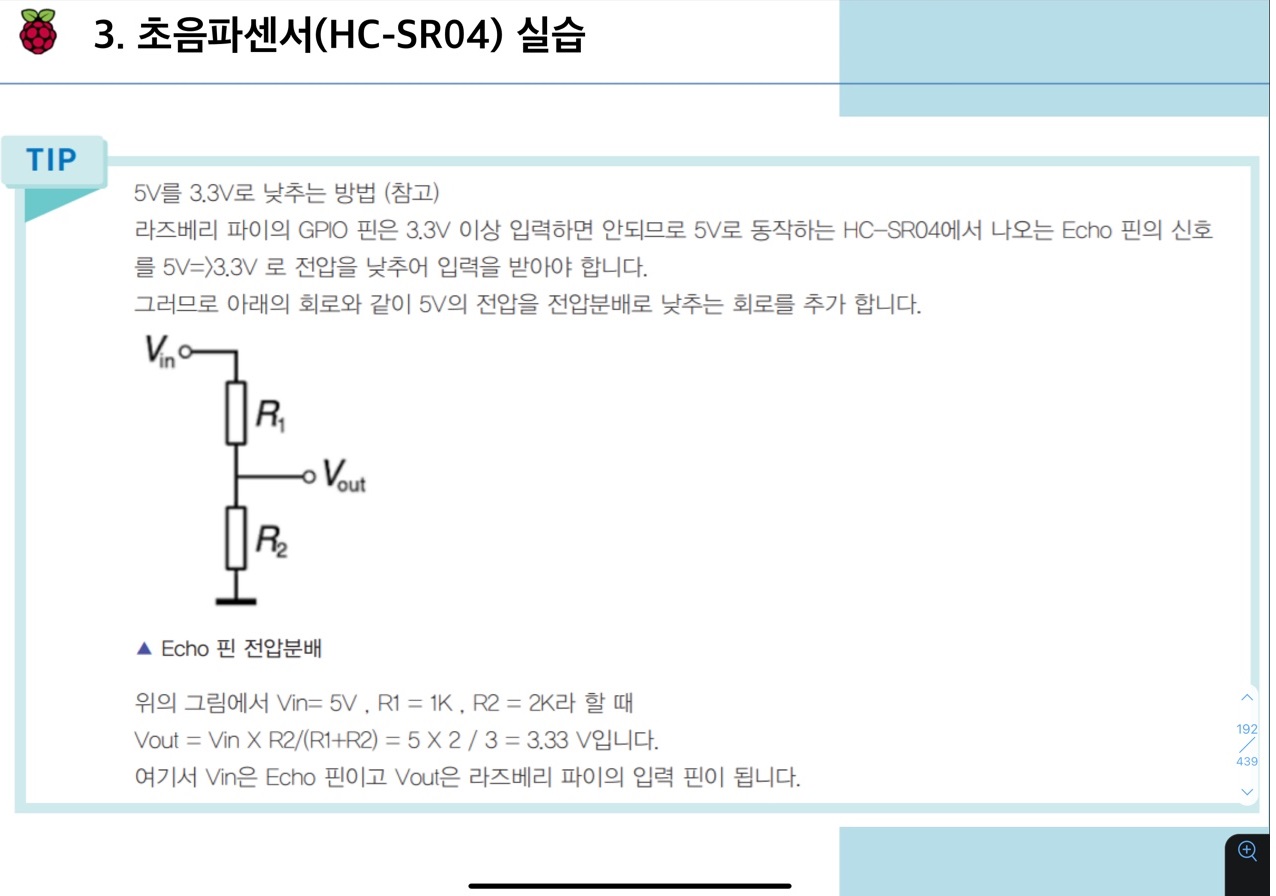 3. 초음파센서(HC-SR04) 실습
TIP
5V를 3.3V로 낮추는 방법 (참고)
라즈베리 파이의 GPIO 핀은 3.3V 이상 입력하면 안되므로 5V로 동작하는 HC-SR04에서 나오는 Echo 핀의 신호
를 5V=>3.3V 로 전압을 낮추어 입력을 받아야 합니다.
그러므로 아래의 회로와 같이 5V의 전압을 전압분배로 낮추는 회로를 추가 합니다.
Vin
R1
Vout
R2
▲ Echo 핀 전압분배
위의 그림에서 Vin= 5V , R1 = 1K , R2 = 2K라 할 때
Vout = Vin X R2/(R1+R2) = 5 X 2 / 3 = 3.33 V입니다.
여기서 Vin은 Echo 핀이고 Vout은 라즈베리 파이의 입력 핀이 됩니다.
192
/
439